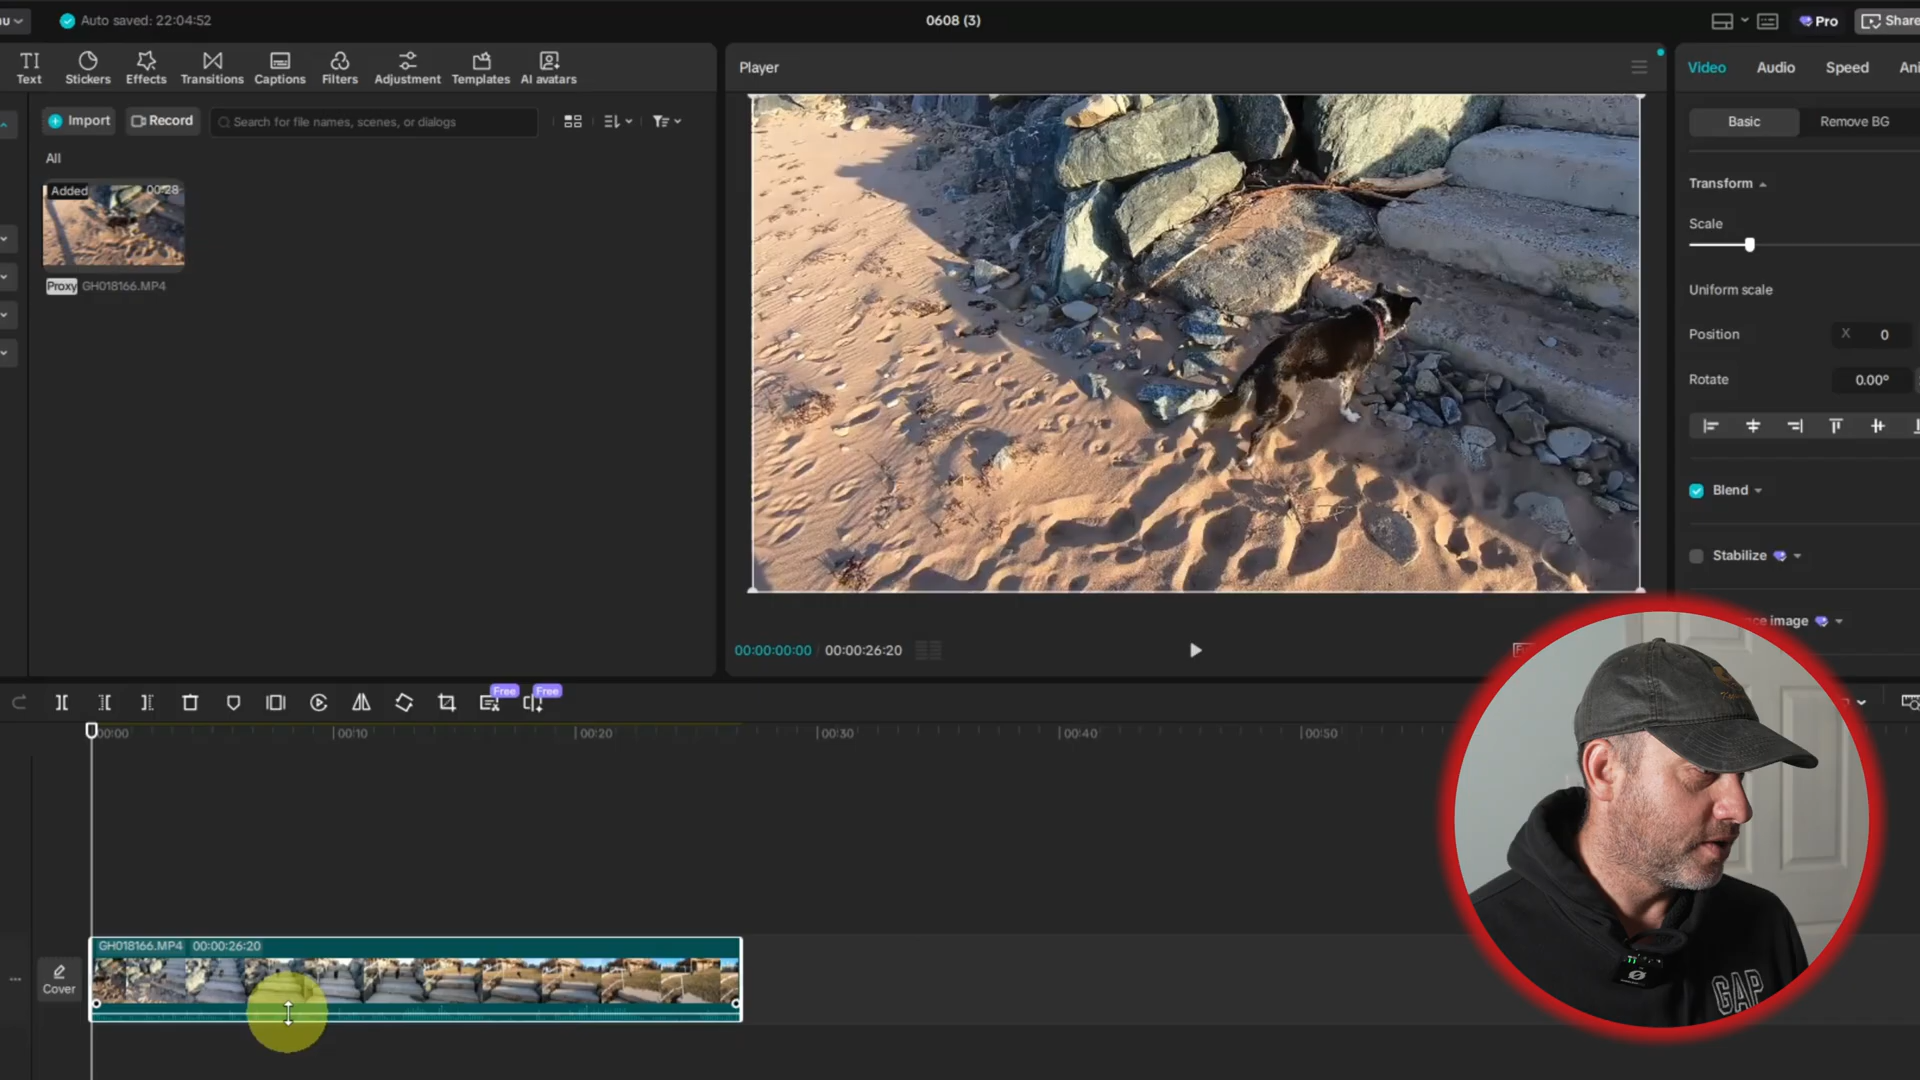 Auto saved: 22:04:52
0608 (3)
Pro
Share
TI
Text
Stickers
Effects
Transitions
Captions
Filters
Adjustment
Templates
AI avatars
Player
Video
Audio
Speed
Import
Record
Search for file names, scenes, or dialogs
Basic
Remove BG
All
Added
00:28
Proxy
GH018166.MP4
Transform
Scale
Uniform scale
Position
X
0
Rotate
0.00°
Blend
Stabilize
image
00:00:00:00
00:00:26:20
Free
Free
00:00
00:10
00:20
00:30
00:40
00:50
GH018166.MP4
00:00:26:20
Cover
GAP